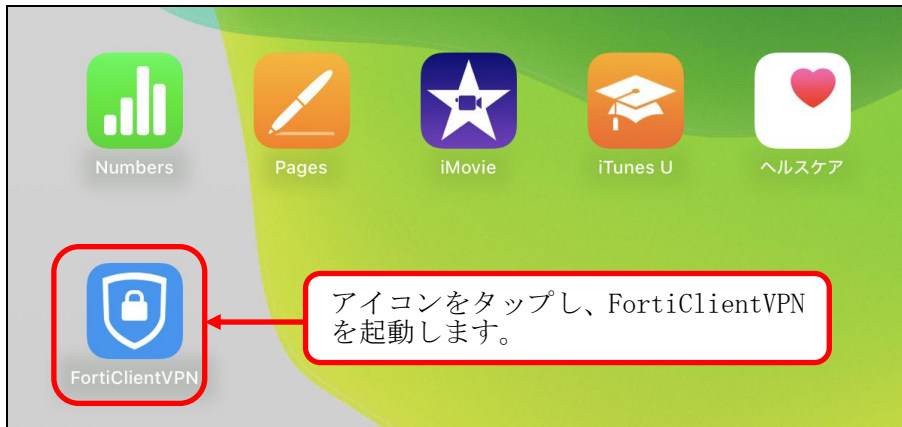 Numbers
Pages
iMovie
iTunes U
ヘルスケア
アイコンをタップし、FortiClientVPN
を起動します。
FortiClientVPN